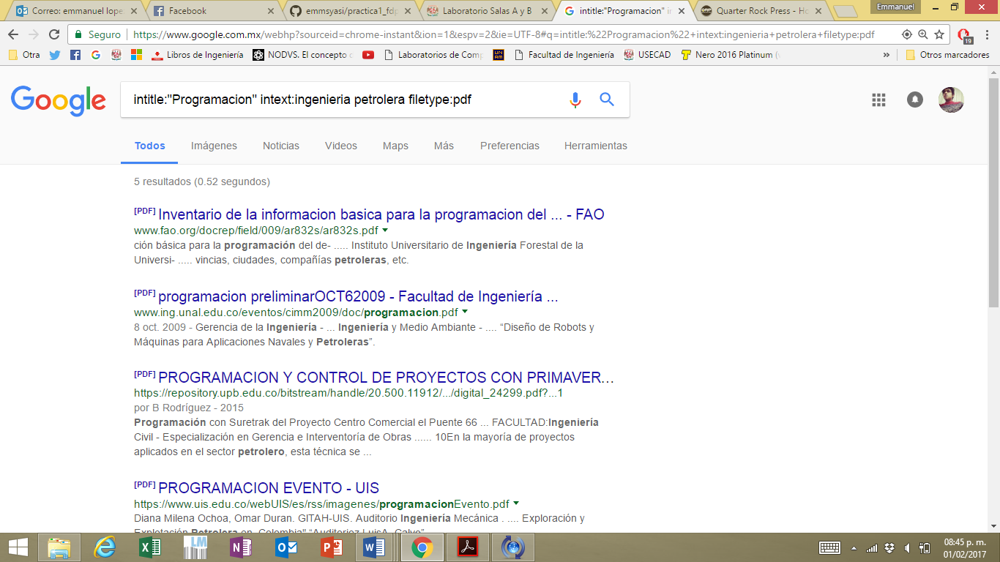 Correo: emmanuel lope
Facebook
emmsyasi/practica1_fdp
Laboratorio Salas A y B
intitle:"Programacion" i
Quarter Rock Press - Ho
Emmanuel
Seguro
https://www.google.com.mx/webhp?sourceid=chrome-instant&ion=1&espv=2&ie=UTF-8#q=intitle:%22Programacion%22+intext:ingenieria+petrolera+filetype:pdf
19
Otra
Libros de Ingeniería
NODVS. El concepto
Laboratorios de Comp
UNAM
Facultad de Ingeniería
USECAD
Nero 2016 Platinum (
»
Otros marcadores
Google
intitle:"Programacion" intext:ingenieria petrolera filetype:pdf
Todos
Imágenes
Noticias
Videos
Maps
Más
Preferencias
Herramientas
5 resultados (0.52 segundos)
[PDF] Inventario de la informacion basica para la programacion del ... - FAO
www.fao.org/docrep/field/009/ar832s/ar832s.pdf
ción básica para la programación del de- ..... Instituto Universitario de Ingeniería Forestal de la
Universi- ..... vincias, ciudades, compañías petroleras, etc.
[PDF] programacion preliminarOCT62009 - Facultad de Ingeniería ...
www.ing.unal.edu.co/eventos/cimm2009/doc/programacion.pdf
8 oct. 2009 - Gerencia de la Ingeniería - ... Ingeniería y Medio Ambiante - .... “Diseño de Robots y
Máquinas para Aplicaciones Navales y Petroleras”.
[PDF] PROGRAMACION Y CONTROL DE PROYECTOS CON PRIMAVER…
https://repository.upb.edu.co/bitstream/handle/20.500.11912/.../digital_24299.pdf?...1
por B Rodríguez - 2015
Programación con Suretrak del Proyecto Centro Comercial el Puente 66 ... FACULTAD:Ingeniería
Civil - Especialización en Gerencia e Interventoría de Obras ...... 10En la mayoría de proyectos
aplicados en el sector petrolero, esta técnica se ...
[PDF] PROGRAMACION EVENTO - UIS
https://www.uis.edu.co/webUIS/es/rss/imagenes/programacionEvento.pdf
Diana Milena Ochoa, Omar Duran. GITAH-UIS. Auditorio Ingeniería Mecánica . .... Exploración y
Explotación Petrolera en Colombia" “Auditorioz LuisA. Calvo”
LM
08:45 p. m.
01/02/2017